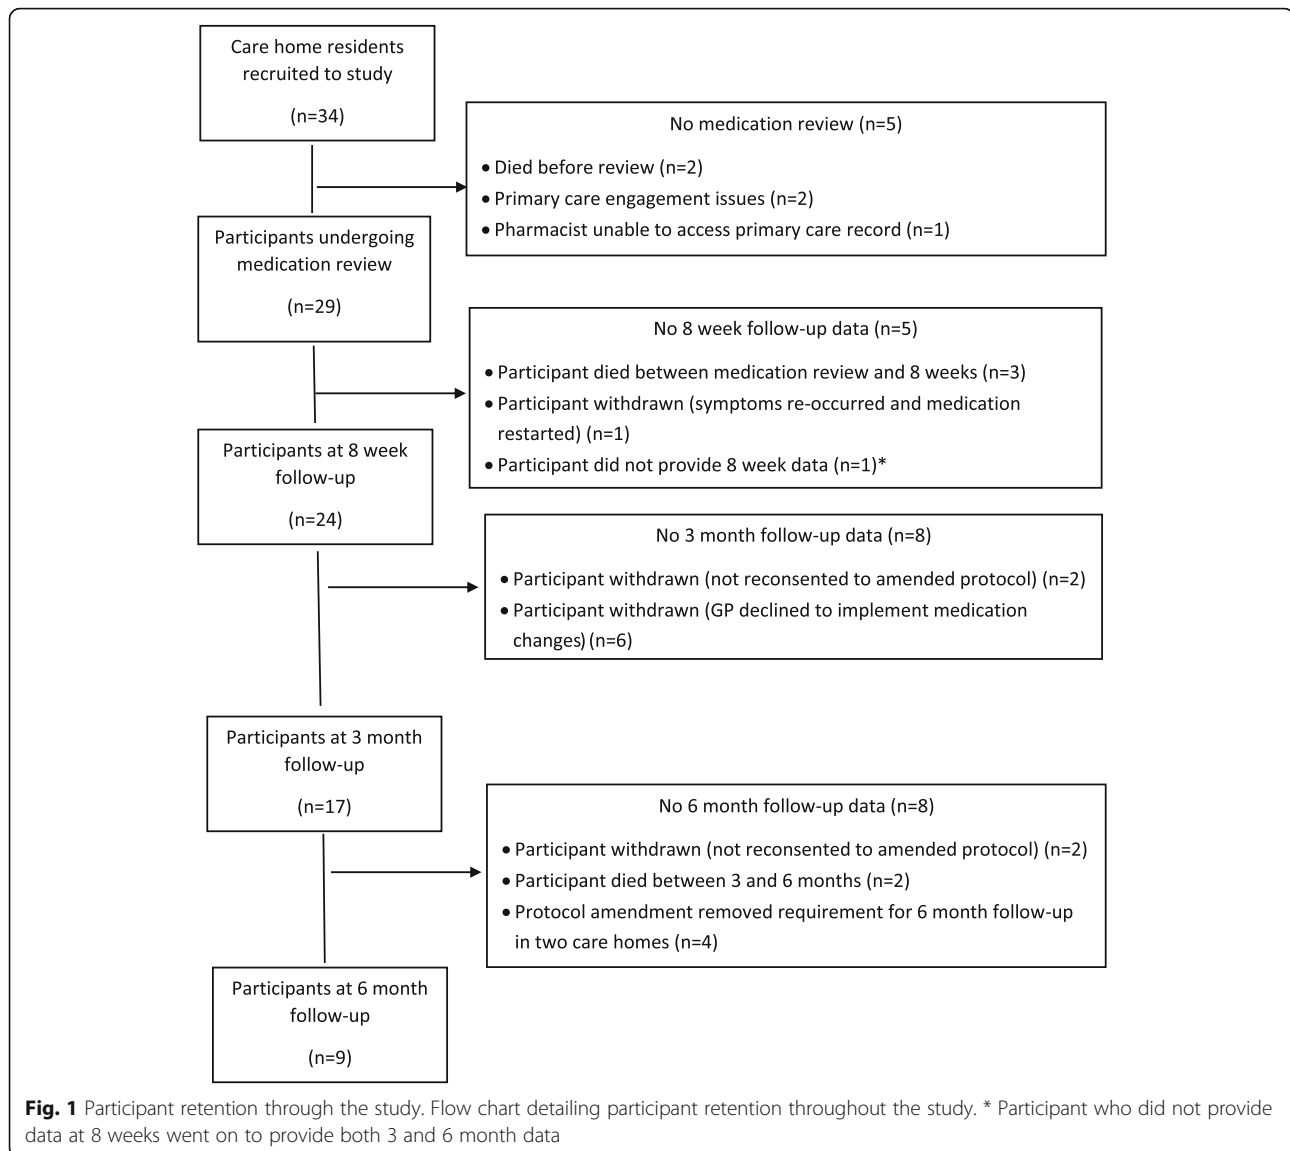 Care home residents
recruited to study
(n=34)
No medication review (n=5)
• Died before review (n=2)
• Primary care engagement issues (n=2)
• Pharmacist unable to access primary care record (n=1)
Participants undergoing
medication review
(n=29)
No 8 week follow-up data (n=5)
• Participant died between medication review and 8 weeks (n=3)
• Participant withdrawn (symptoms re-occurred and medication
restarted) (n=1)
• Participant did not provide 8 week data (n=1)*
Participants at 8 week
follow-up
(n=24)
No 3 month follow-up data (n=8)
• Participant withdrawn (not reconsented to amended protocol) (n=2)
• Participant withdrawn (GP declined to implement medication
changes) (n=6)
Participants at 3 month
follow-up
(n=17)
No 6 month follow-up data (n=8)
• Participant withdrawn (not reconsented to amended protocol) (n=2)
• Participant died between 3 and 6 months (n=2)
• Protocol amendment removed requirement for 6 month follow-up
in two care homes (n=4)
Participants at 6 month
follow-up
(n=9)
Fig. 1 Participant retention through the study. Flow chart detailing participant retention throughout the study. * Participant who did not provide
data at 8 weeks went on to provide both 3 and 6 month data